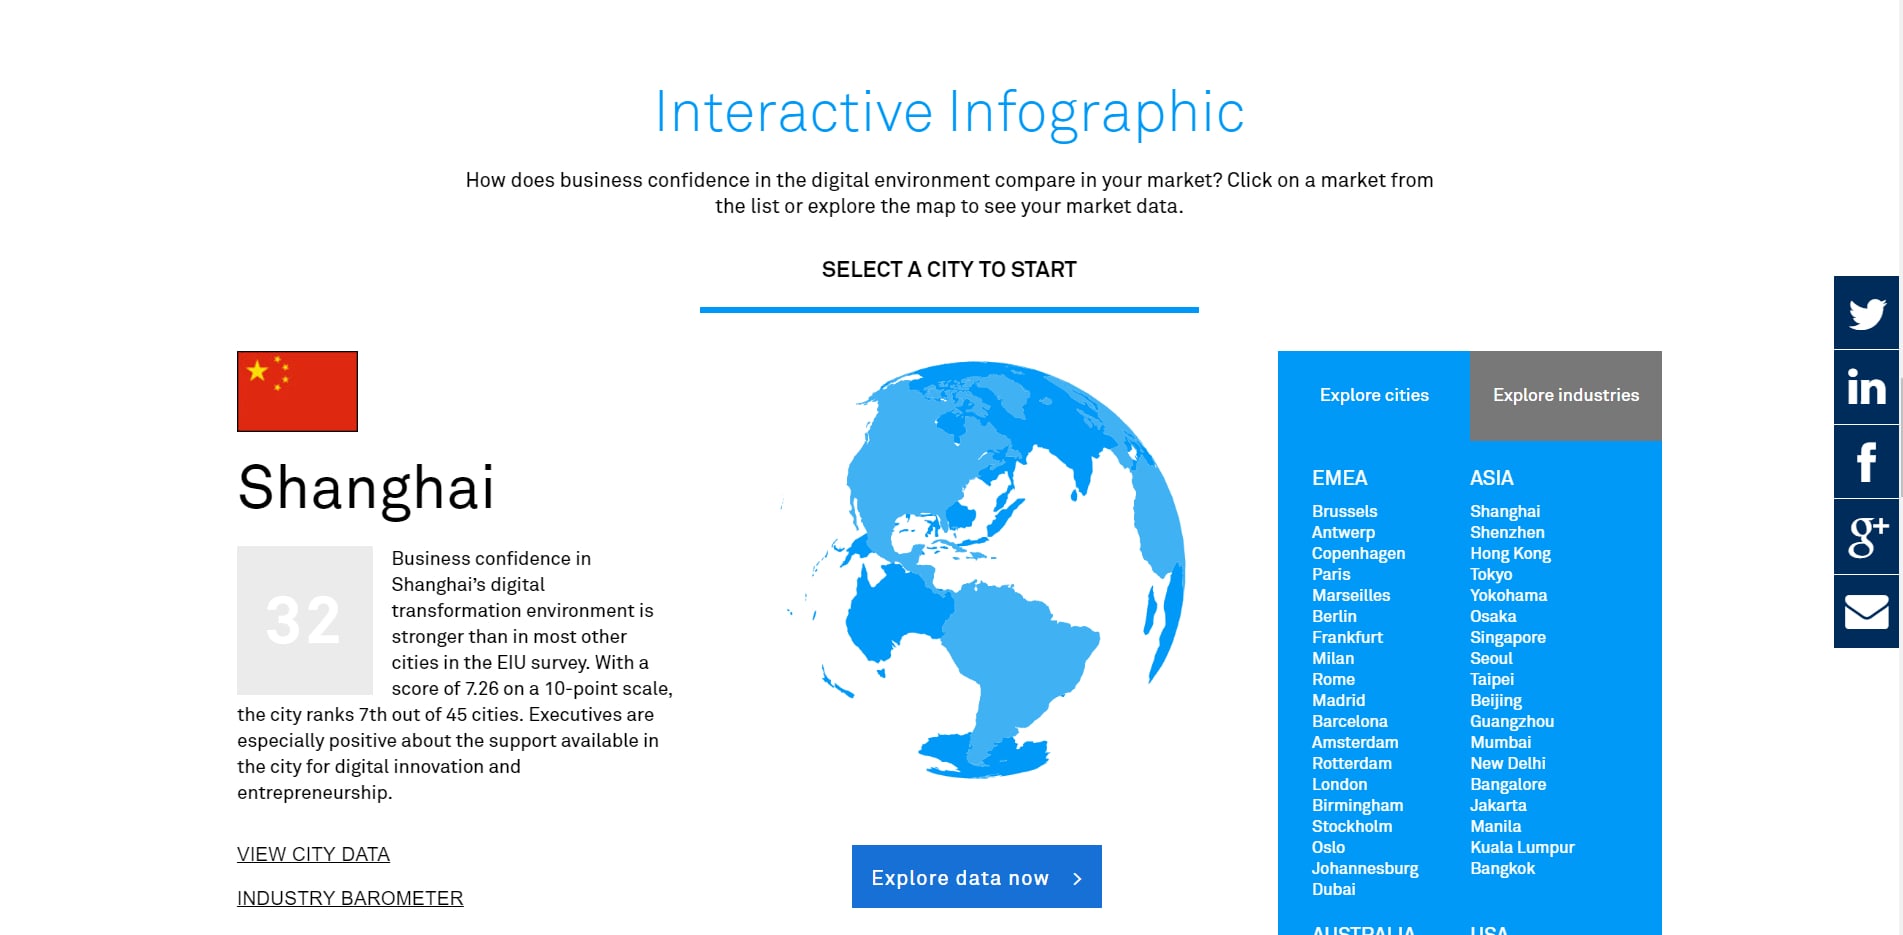 Interactive Infographic
How does business confidence in the digital environment compare in your market? Click on a market from
the list or explore the map to see your market data.
SELECT A CITY TO START
Shanghai
32
Business confidence in
Shanghai’s digital
transformation environment is
stronger than in most other
cities in the EIU survey. With a
score of 7.26 on a 10-point scale,
the city ranks 7th out of 45 cities. Executives are
especially positive about the support available in
the city for digital innovation and
entrepreneurship.
VIEW CITY DATA
INDUSTRY BAROMETER
Explore data now >
Explore cities
Explore industries
EMEA
Brussels
Antwerp
Copenhagen
Paris
Marseilles
Berlin
Frankfurt
Milan
Rome
Madrid
Barcelona
Amsterdam
Rotterdam
London
Birmingham
Stockholm
Oslo
Johannesburg
Dubai
ASIA
Shanghai
Shenzhen
Hong Kong
Tokyo
Yokohama
Osaka
Singapore
Seoul
Taipei
Beijing
Guangzhou
Mumbai
New Delhi
Bangalore
Jakarta
Manila
Kuala Lumpur
Bangkok
AUSTRALIA
USA
in
f
g+